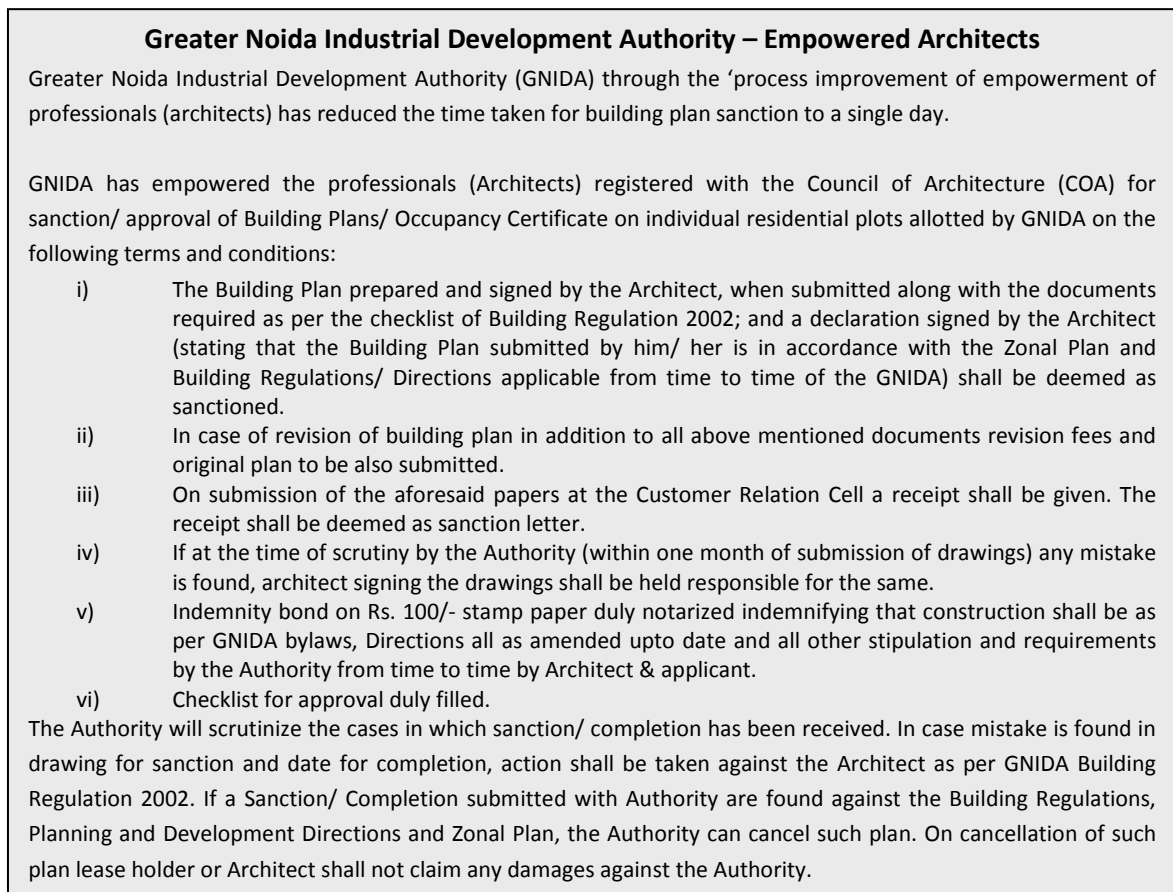 Greater Noida Industrial Development Authority – Empowered Architects
Greater Noida Industrial Development Authority (GNIDA) through the ‘process improvement of empowerment of
professionals (architects) has reduced the time taken for building plan sanction to a single day.
GNIDA has empowered the professionals (Architects) registered with the Council of Architecture (COA) for
sanction/ approval of Building Plans/ Occupancy Certificate on individual residential plots allotted by GNIDA on the
following terms and conditions:
i) The Building Plan prepared and signed by the Architect, when submitted along with the documents
required as per the checklist of Building Regulation 2002; and a declaration signed by the Architect
(stating that the Building Plan submitted by him/ her is in accordance with the Zonal Plan and
Building Regulations/ Directions applicable from time to time of the GNIDA) shall be deemed as
sanctioned.
ii) In case of revision of building plan in addition to all above mentioned documents revision fees and
original plan to be also submitted.
iii) On submission of the aforesaid papers at the Customer Relation Cell a receipt shall be given. The
receipt shall be deemed as sanction letter.
iv) If at the time of scrutiny by the Authority (within one month of submission of drawings) any mistake
is found, architect signing the drawings shall be held responsible for the same.
v) Indemnity bond on Rs. 100/- stamp paper duly notarized indemnifying that construction shall be as
per GNIDA bylaws, Directions all as amended upto date and all other stipulation and requirements
by the Authority from time to time by Architect & applicant.
vi) Checklist for approval duly filled.
The Authority will scrutinize the cases in which sanction/ completion has been received. In case mistake is found in
drawing for sanction and date for completion, action shall be taken against the Architect as per GNIDA Building
Regulation 2002. If a Sanction/ Completion submitted with Authority are found against the Building Regulations,
Planning and Development Directions and Zonal Plan, the Authority can cancel such plan. On cancellation of such
plan lease holder or Architect shall not claim any damages against the Authority.